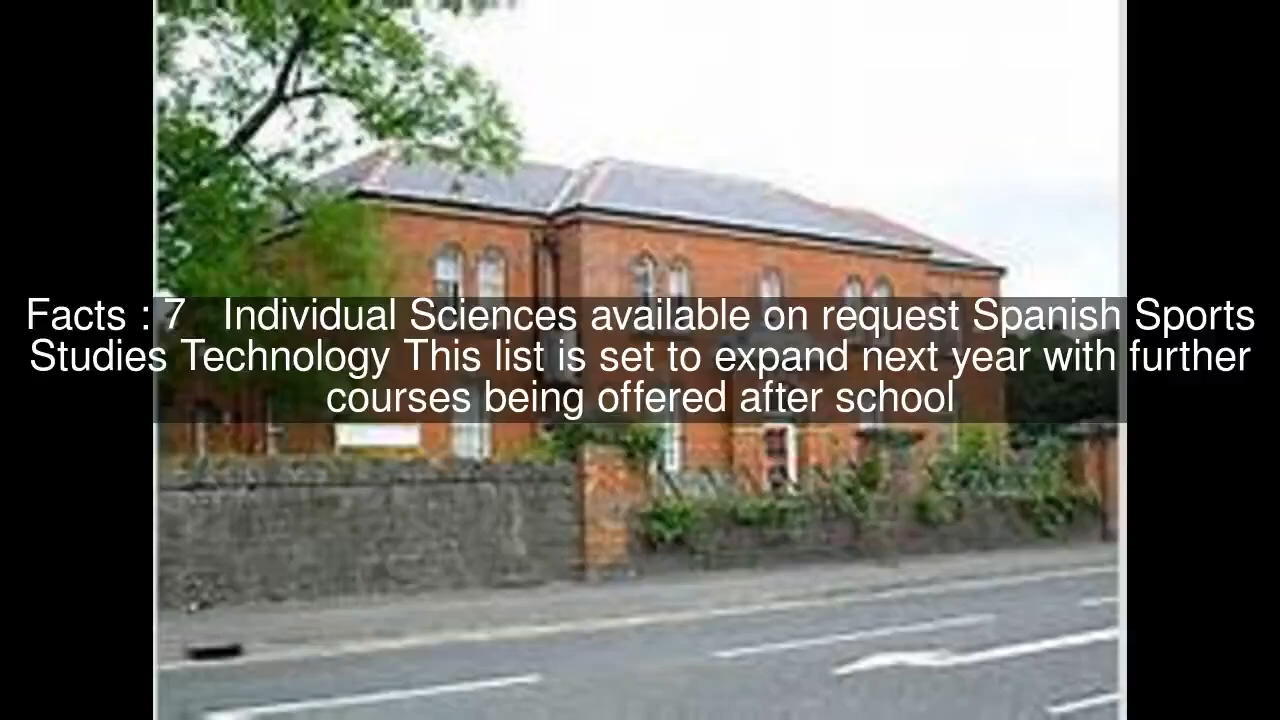 Facts : 7   Individual Sciences available on request Spanish Sports
Studies Technology This list is set to expand next year with further
courses being offered after school